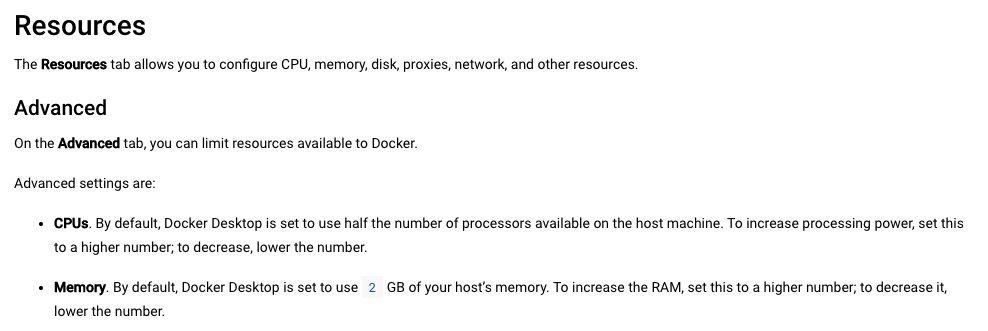 Resources
The Resources tab allows you to configure CPU, memory, disk, proxies, network, and other resources.
Advanced
On the Advanced tab, you can limit resources available to Docker.
Advanced settings are:
• CPUs. By default, Docker Desktop is set to use half the number of processors available on the host machine. To increase processing power, set this
to a higher number; to decrease, lower the number.
• Memory. By default, Docker Desktop is set to use 2 GB of your host’s memory. To increase the RAM, set this to a higher number; to decrease it,
lower the number.